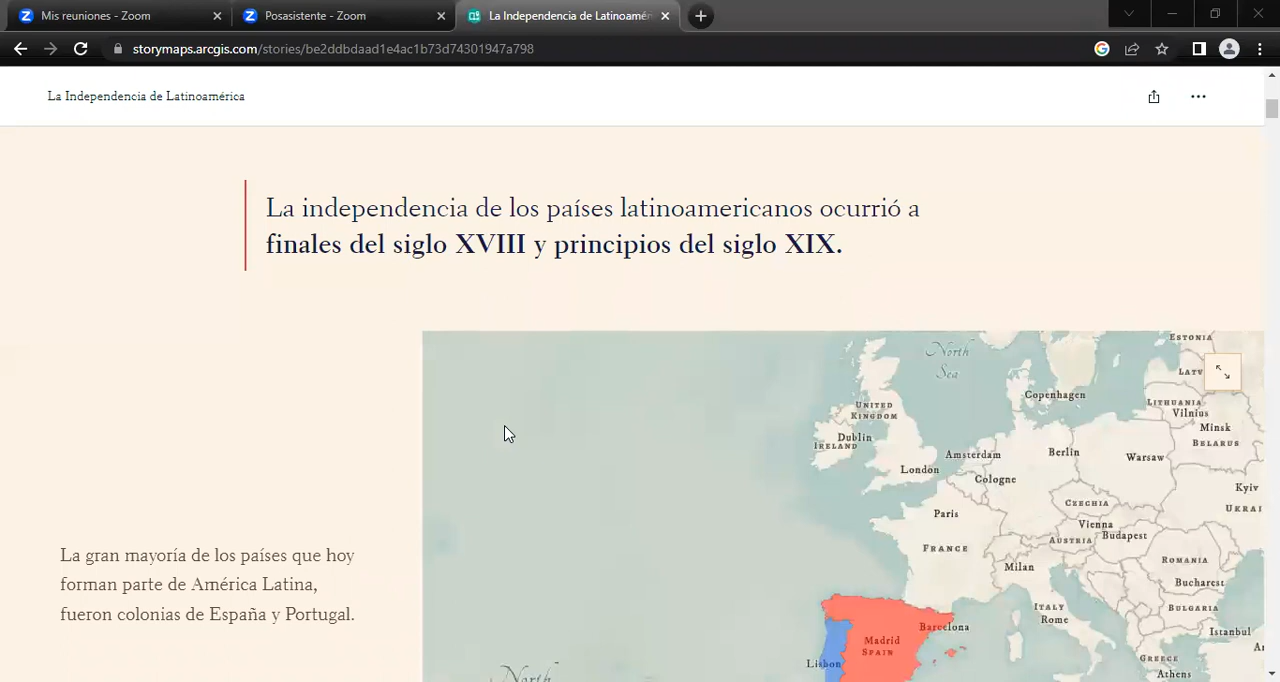 Mis reuniones - Zoom
Posasistente - Zoom
La Independencia de Latinoamér
storymaps.arcgis.com/stories/be2ddbdaad1e4ac1b73d74301947a798
La Independencia de Latinoamérica
La independencia de los países latinoamericanos ocurrió a
finales del siglo XVIII y principios del siglo XIX.
La gran mayoría de los países que hoy
forman parte de América Latina,
fueron colonias de España y Portugal.
North
Sea
ESTONIA
LATV
Copenhagen
LITHUANIA
Vilnius
Minsk
BELARUS
UNITED
KINGDOM
Dublin
IRELAND
Amsterdam
Berlin
Warsaw
London
Cologne
Kyiv
UKRAI
Paris
CZECHIA
Vienna
AUSTRIA
Budapest
FRANCE
Milan
ROMANIA
Bucharest
ITALY
Rome
BULGARIA
Barcelona
Istanbul
Madrid
SPAIN
Lisbon
GREECE
Athens
North